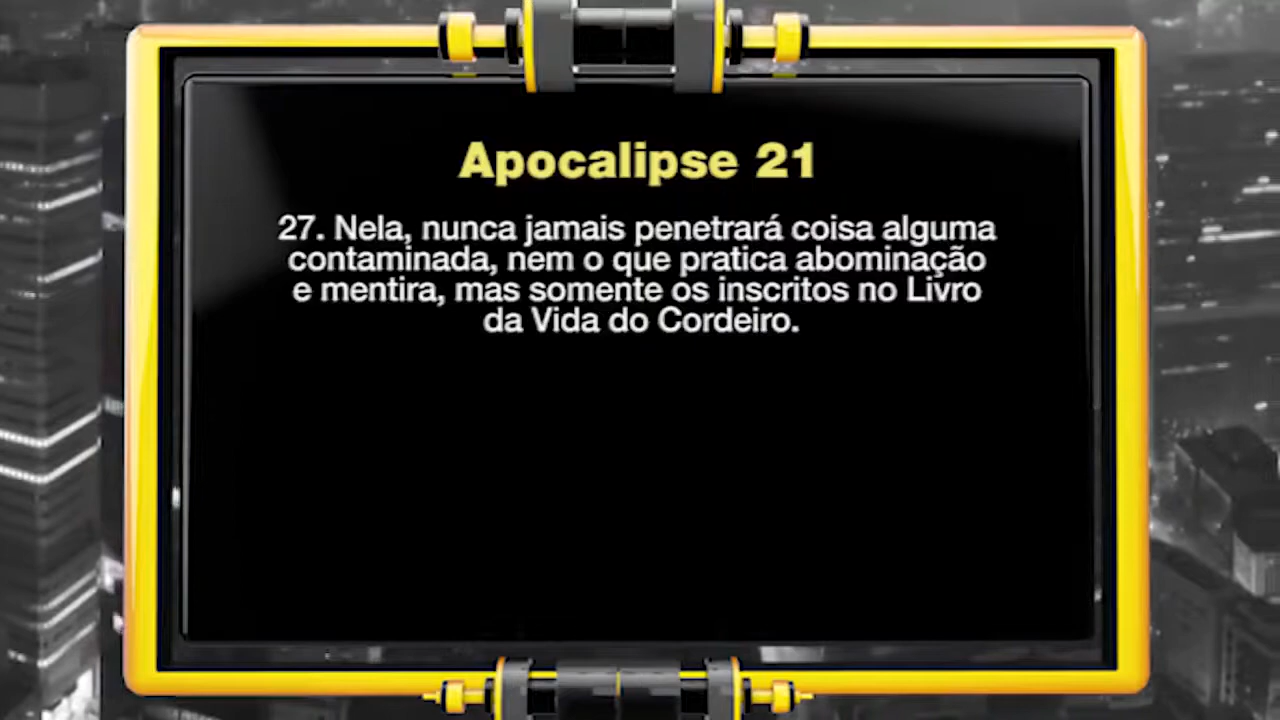 Apocalipse 21
27. Nela, nunca jamais penetrará coisa alguma
contaminada, nem o que pratica abominação
e mentira, mas somente os inscritos no Livro
da Vida do Cordeiro.